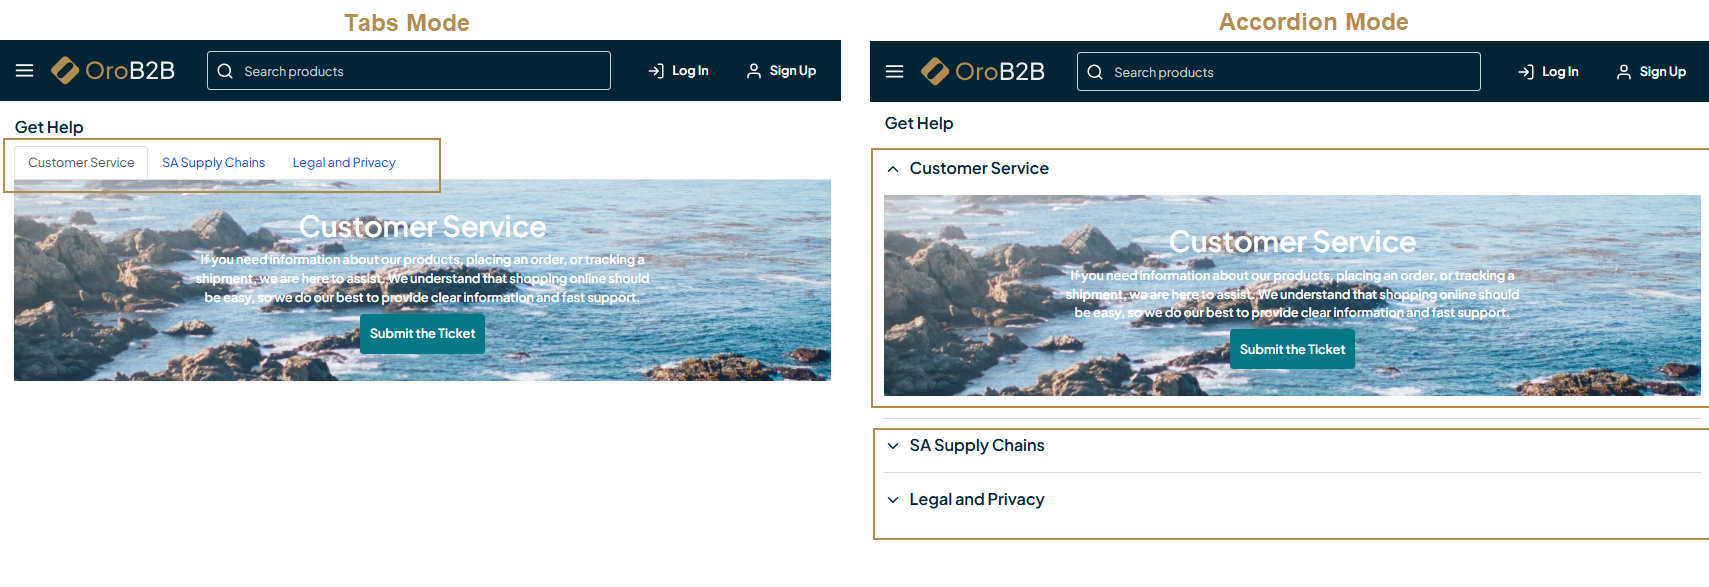 Tabs Mode
OroB2B
Search products
Log In
Sign Up
Get Help
Customer Service
SA Supply Chains
Legal and Privacy
Customer Service
If you need information about our products, placing an order, or tracking a
shipment, we are here to assist. We understand that shopping online should
be easy, so we do our best to provide clear information and fast support.
Submit the Ticket
Accordion Mode
OroB2B
Search products
Log In
Sign Up
Get Help
Customer Service
Customer Service
If you need information about our products, placing an order, or tracking a
shipment, we are here to assist. We understand that shopping online should
be easy, so we do our best to provide clear information and fast support.
Submit the Ticket
SA Supply Chains
Legal and Privacy